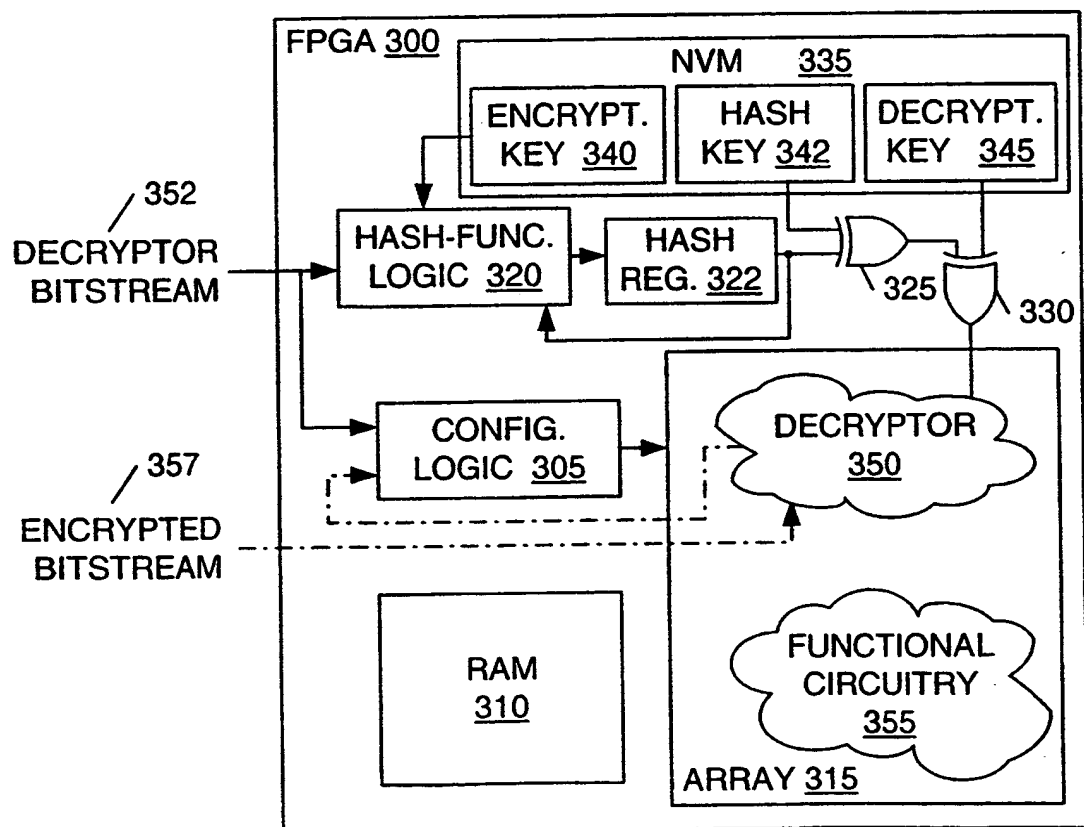 FPGA 300
NVM 335
ENCRYPT.
KEY 340
HASH
KEY 342
DECRYPT.
KEY 345
352
DECRYPTOR
BITSTREAM
HASH-FUNC.
LOGIC 320
HASH
REG. 322
325
330
CONFIG.
LOGIC 305
DECRYPTOR
350
357
ENCRYPTED
BITSTREAM
RAM
310
FUNCTIONAL
CIRCUITRY
355
ARRAY 315